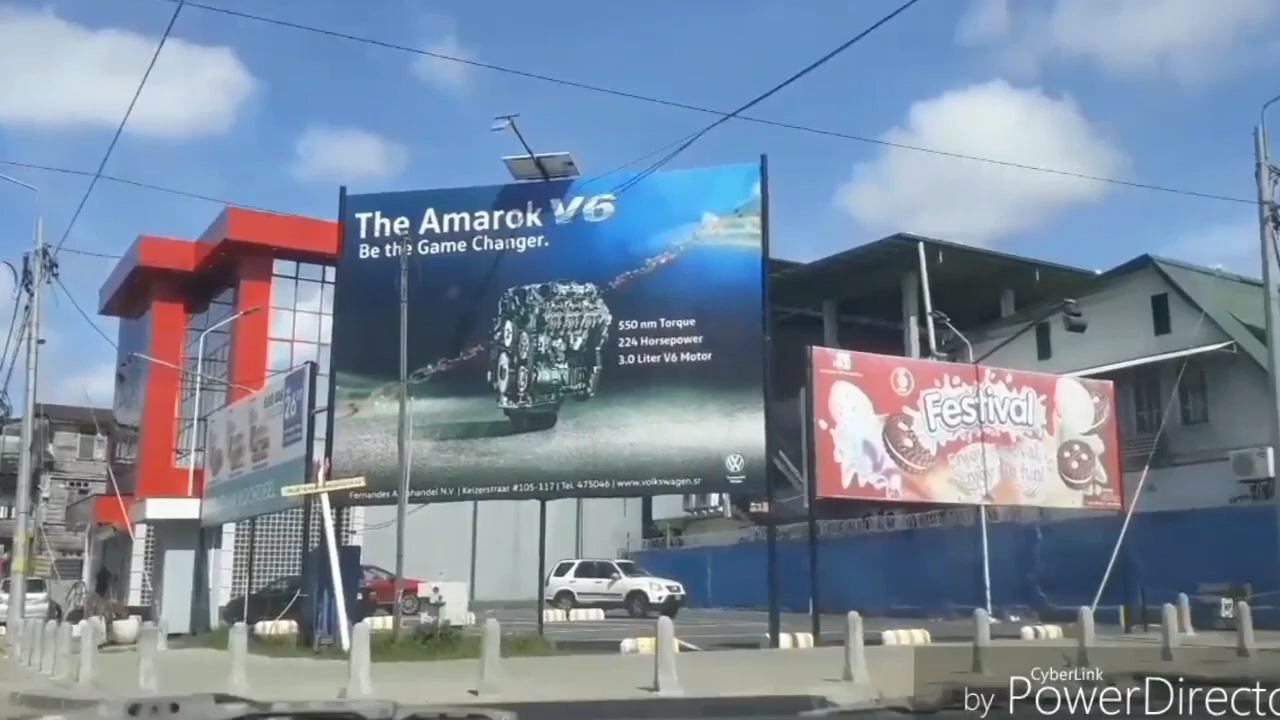 The Amarok V6
Be the Game Changer.
550 nm Torque
224 Horsepower
3.0 Liter V6 Motor
Fernandes Autohandel N.V. | Keizerstraat #105-117 | Tel. 475046 | www.volkswagen.sr
Festival
VOORDEEL
CyberLink
by PowerDirecto